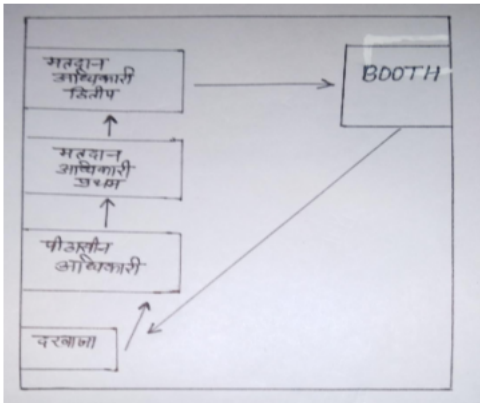 मतदान
अधिकारी
द्वितीय
BOOTH
मतदान
अधिकारी
प्रथम
पीठासीन
अधिकारी
दरवाजा